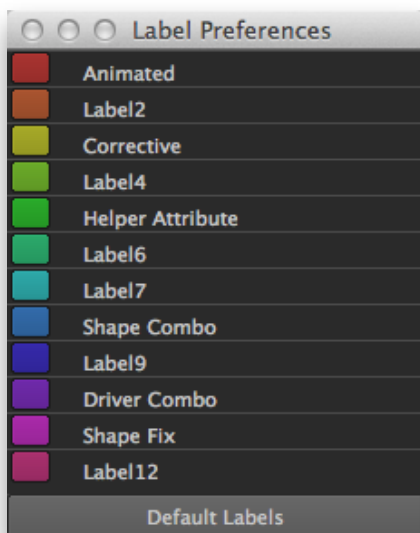 Label Preferences
Animated
Label2
Corrective
Label4
Helper Attribute
Label6
Label7
Shape Combo
Label9
Driver Combo
Shape Fix
Label12
Default Labels